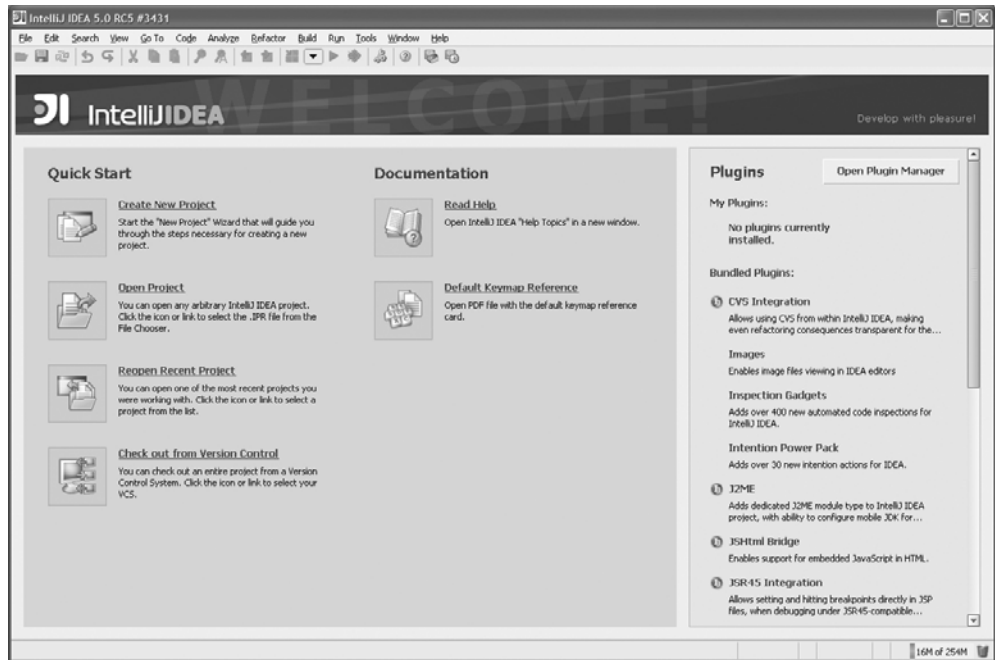 IntelliJ IDEA 5.0 RC5 #3431
File Edit Search View Go To Code Analyze Refactor Build Run Tools Window Help
WELCOME!
IntelliJIDEA
Develop with pleasure!
Quick Start
Create New Project
Start the "New Project" Wizard that will guide you
through the steps necessary for creating a new
project.
Open Project
You can open any arbitrary IntelliJ IDEA project.
Click the icon or link to select the .IPR file from the
File Chooser.
Reopen Recent Project
You can open one of the most recent projects you
were working with. Click the icon or link to select a
project from the list.
Check out from Version Control
You can check out an entire project from a Version
Control System. Click the icon or link to select your
VCS.
Documentation
Read Help
Open IntelliJ IDEA "Help Topics" in a new window.
Default Keymap Reference
Open PDF file with the default keymap reference
card.
Plugins
Open Plugin Manager
My Plugins:
No plugins currently
installed.
Bundled Plugins:
CVS Integration
Allows using CVS from within IntelliJ IDEA, making
even refactoring consequences transparent for the...
Images
Enables image files viewing in IDEA editors
Inspection Gadgets
Adds over 400 new automated code inspections for
IntelliJ IDEA.
Intention Power Pack
Adds over 30 new intention actions for IDEA.
J2ME
Adds dedicated J2ME module type to IntelliJ IDEA
project, with ability to configure mobile JDK for...
JSHtml Bridge
Enables support for embedded JavaScript in HTML.
JSR45 Integration
Allows setting and hitting breakpoints directly in JSP
files, when debugging under JSR45-compatible...
16M of 254M